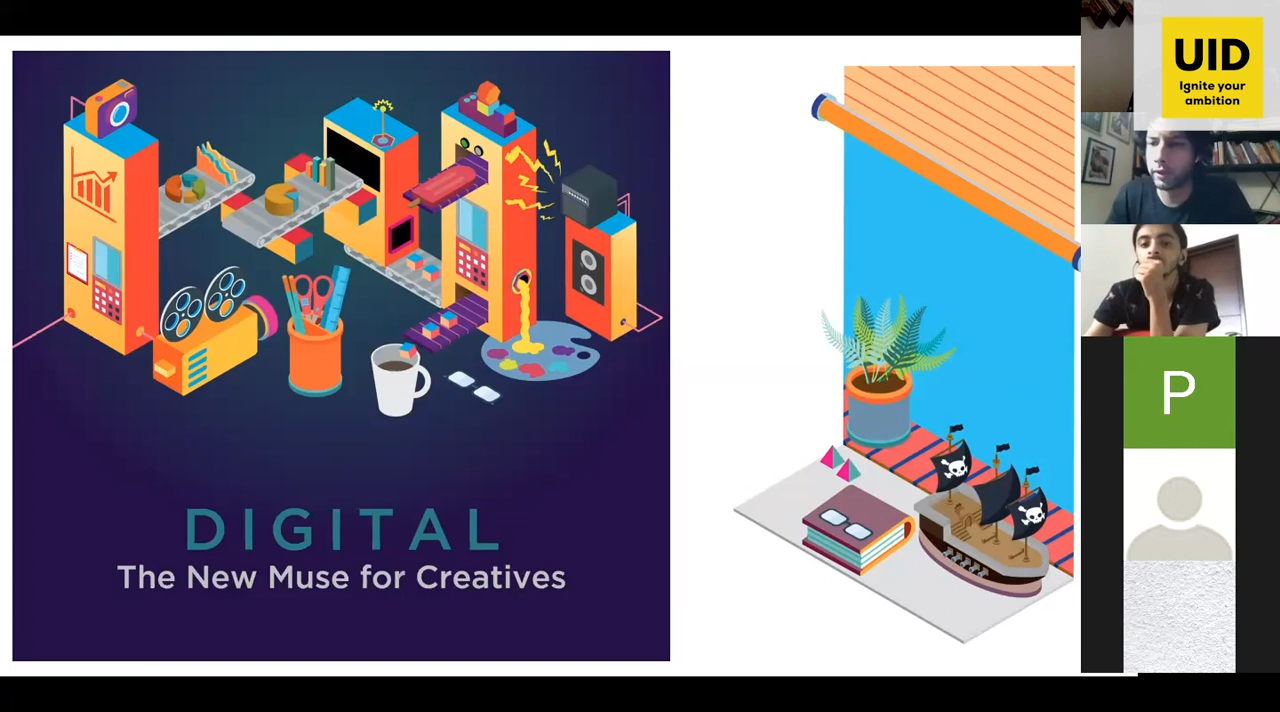 DIGITAL
The New Muse for Creatives
UID
Ignite your
ambition
P